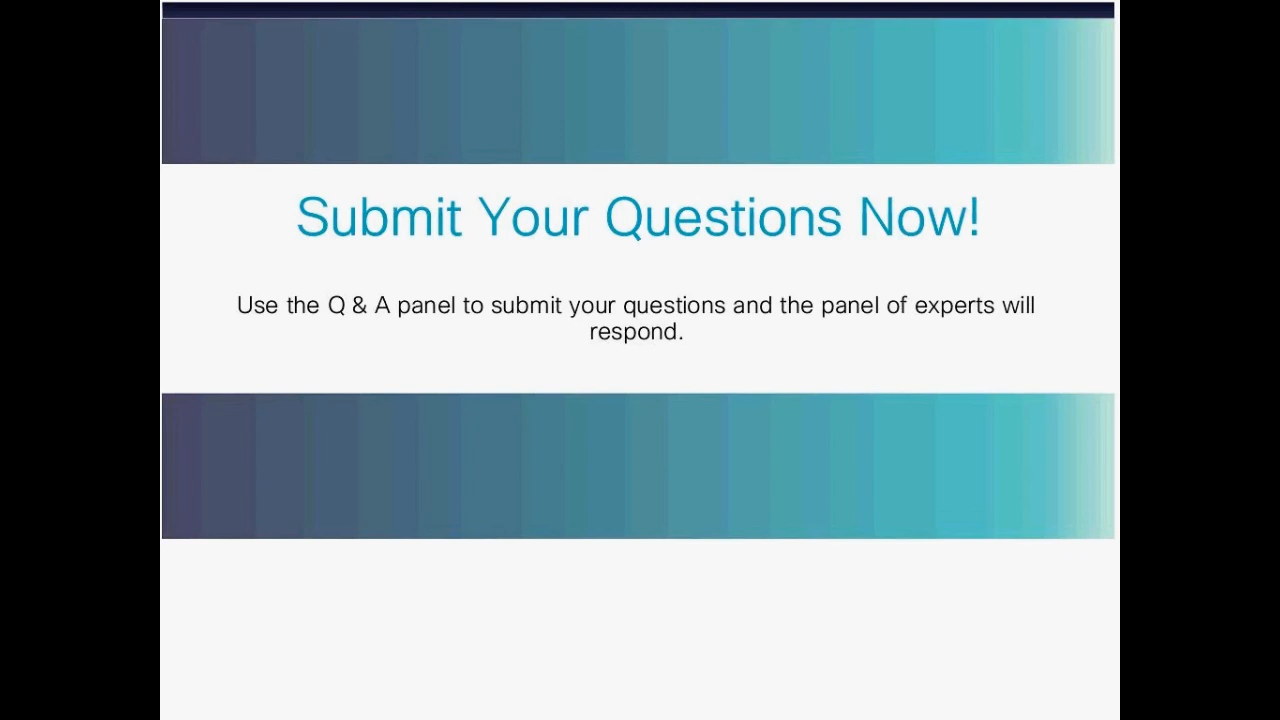 Submit Your Questions Now!
Use the Q & A panel to submit your questions and the panel of experts will
respond.